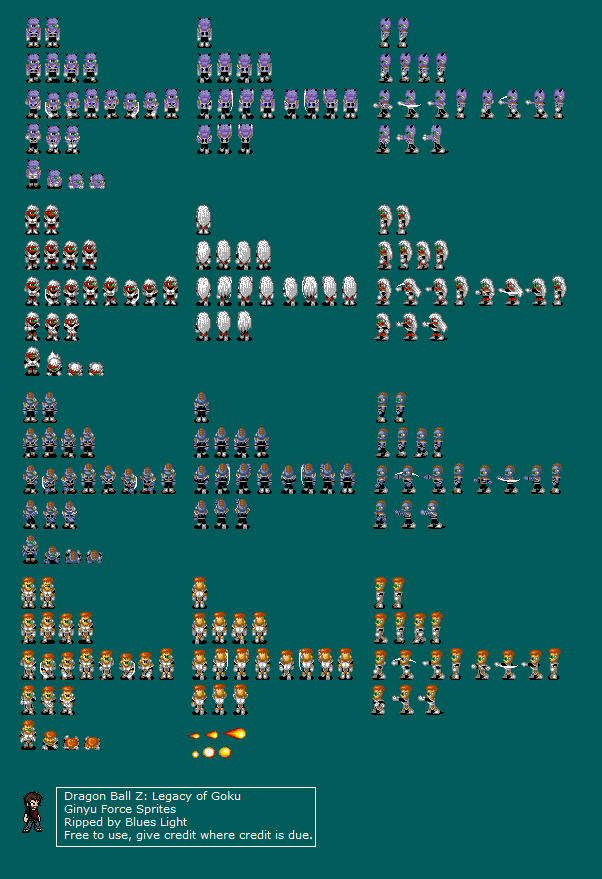 Dragon Ball Z: Legacy of Goku
Ginyu Force Sprites
Ripped by Blues Light
Free to use, give credit where credit is due.